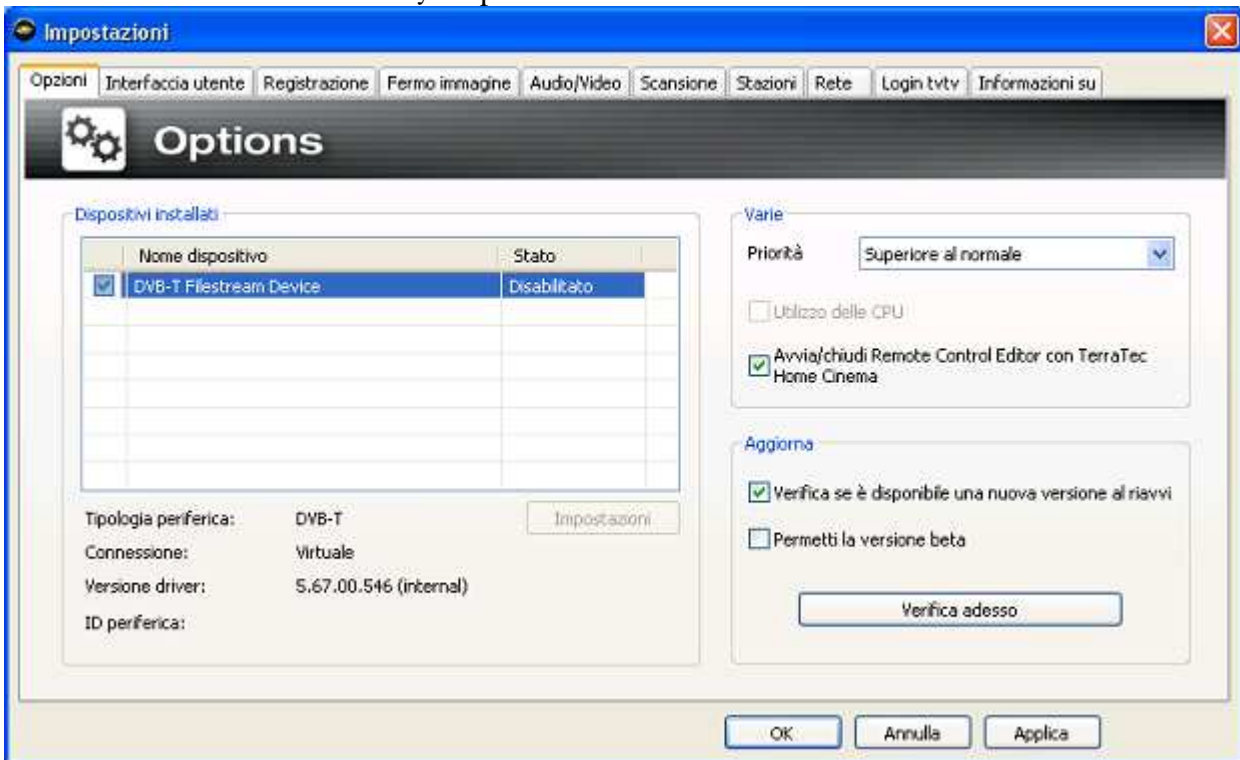 Impostazioni
Opzioni Interfaccia utente Registrazione Fermo immagine Audio/Video Scansione Stazioni Rete Login tvtv Informazioni su
Options
Dispositivi installati
Nome dispositivo Stato
DVB-T Filestream Device Disabilitato
Tipologia periferica: DVB-T Impostazioni
Connessione: Virtuale
Versione driver: 5.67.00.546 (internal)
ID periferica:
Varie
Priorità Superiore al normale
Utilizzo delle CPU
Avvia/chiudi Remote Control Editor con TerraTec
Home Cinema
Aggiorna
Verifica se è disponibile una nuova versione al riavvi
Permetti la versione beta
Verifica adesso
OK Annulla Applica